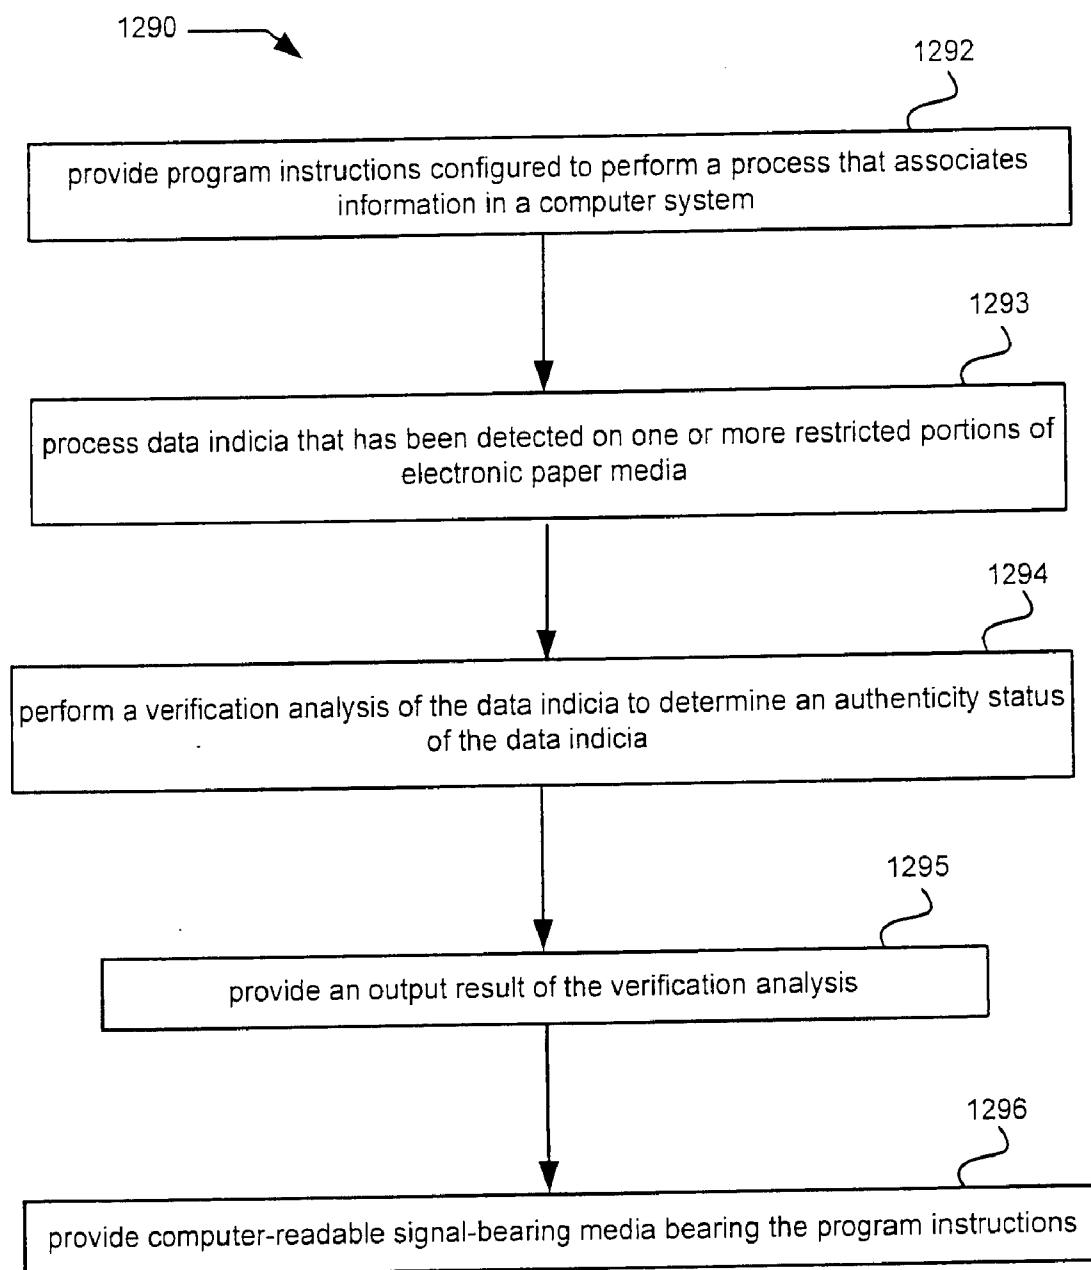 1290
1292
provide program instructions configured to perform a process that associates
information in a computer system
1293
process data indicia that has been detected on one or more restricted portions of
electronic paper media
1294
perform a verification analysis of the data indicia to determine an authenticity status
of the data indicia
1295
provide an output result of the verification analysis
1296
provide computer-readable signal-bearing media bearing the program instructions